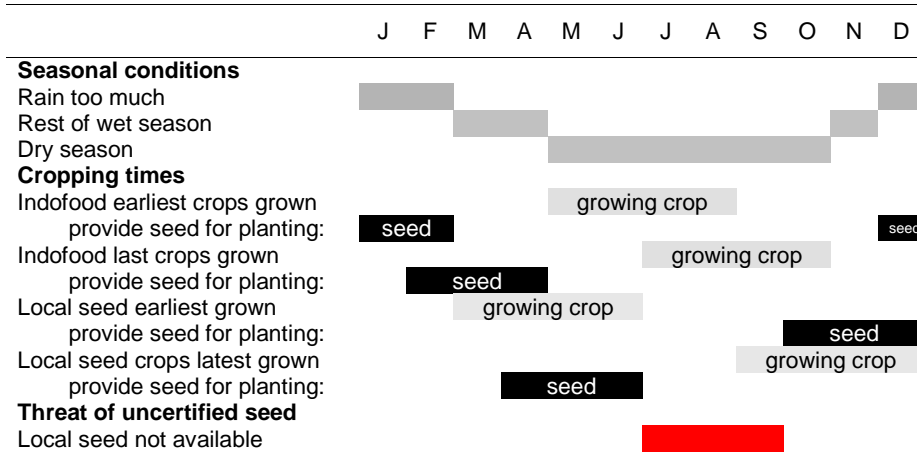 J F M A M J J A S O N D
Seasonal conditions
Rain too much
Rest of wet season
Dry season
Cropping times
Indofood earliest crops grown growing crop
provide seed for planting: seed seed
Indofood last crops grown growing crop
provide seed for planting: seed
Local seed earliest grown growing crop
provide seed for planting: seed
Local seed crops latest grown growing crop
provide seed for planting: seed
Threat of uncertified seed
Local seed not available